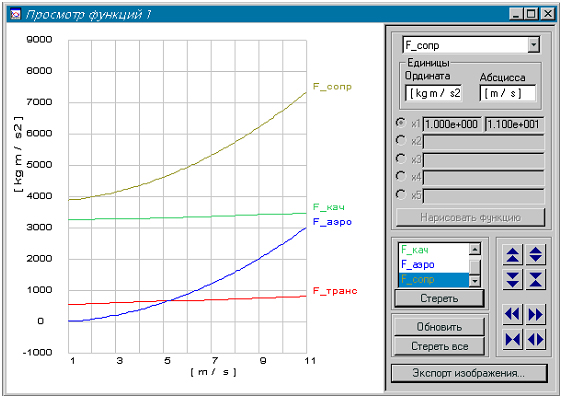 Просмотр функций 1
[ kg m / s2 ]
9000
8000
7000
6000
5000
4000
3000
2000
1000
0
-1000
F_сопр
F_кач
F_аэро
F_транс
1 3 5 7 9 11
[ m / s ]
F_сопр
Единицы
Ордината Абсцисса
[ kg m / s2 [ m / s ]
x1 1.000e+000 1.100e+001
x2
x3
x4
x5
Нарисовать функцию
F_кач
F_аэро
F_сопр
Стереть
Обновить
Стереть все
Экспорт изображения...